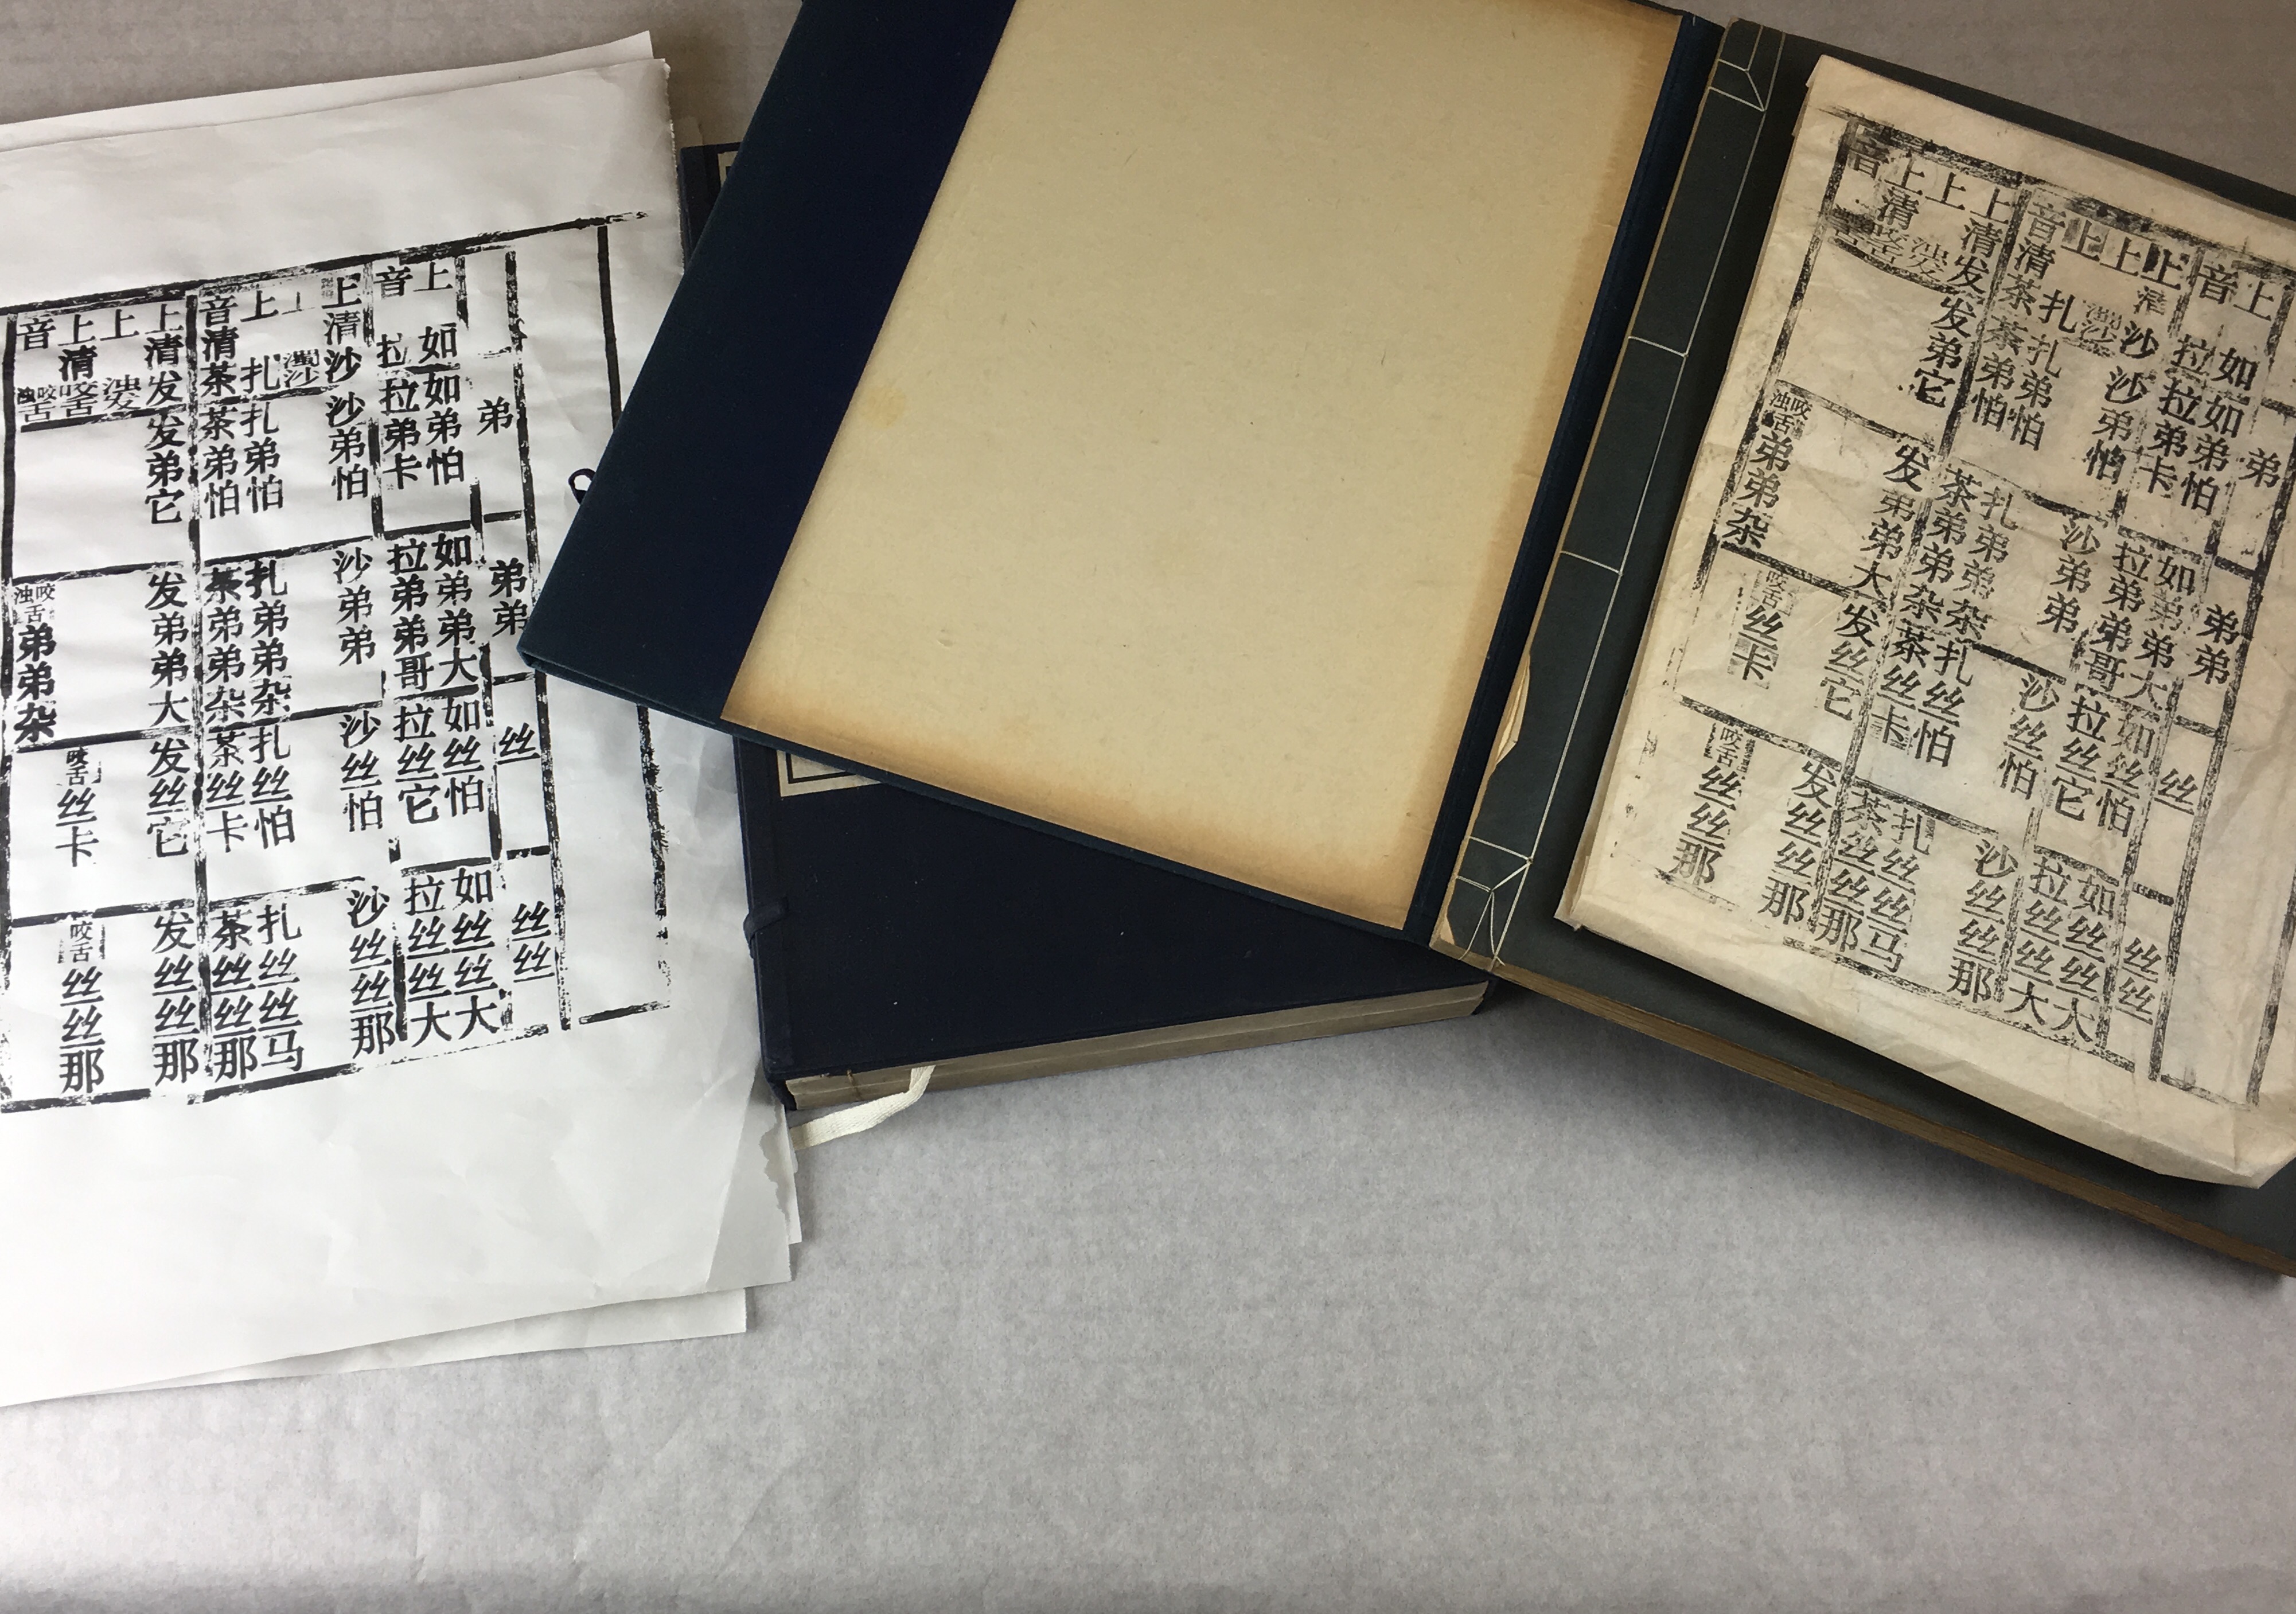 弟弟弟丝丝丝
上如如弟怕如弟弟大如丝怕如丝丝大
音拉拉弟卡拉弟弟哥拉丝它拉丝丝大
上清沙沙弟怕沙弟弟沙丝怕沙丝丝那
上沙
上扎扎弟怕扎弟弟杂扎丝怕扎丝丝马
音清茶茶弟怕茶弟弟杂茶丝卡茶丝丝那
上清发发弟它发弟弟大发丝它发丝丝那
上浊发
上清咬舌咬舌丝卡咬舌丝丝那
音咬舌浊咬舌浊弟弟杂
弟弟弟丝丝丝
上如如弟怕如弟弟大如丝怕如丝丝大
音拉拉弟卡拉弟弟哥拉丝它拉丝丝大
上清沙沙弟怕沙弟弟沙丝怕沙丝丝那
上
上扎扎弟怕扎弟弟杂扎丝怕扎丝丝马
音清茶茶弟怕茶弟弟杂茶丝卡茶丝丝那
上清发发弟它发弟弟大发丝它发丝丝那
上浊发
上清咬舌咬舌丝卡咬舌丝丝那
音咬舌浊弟弟杂